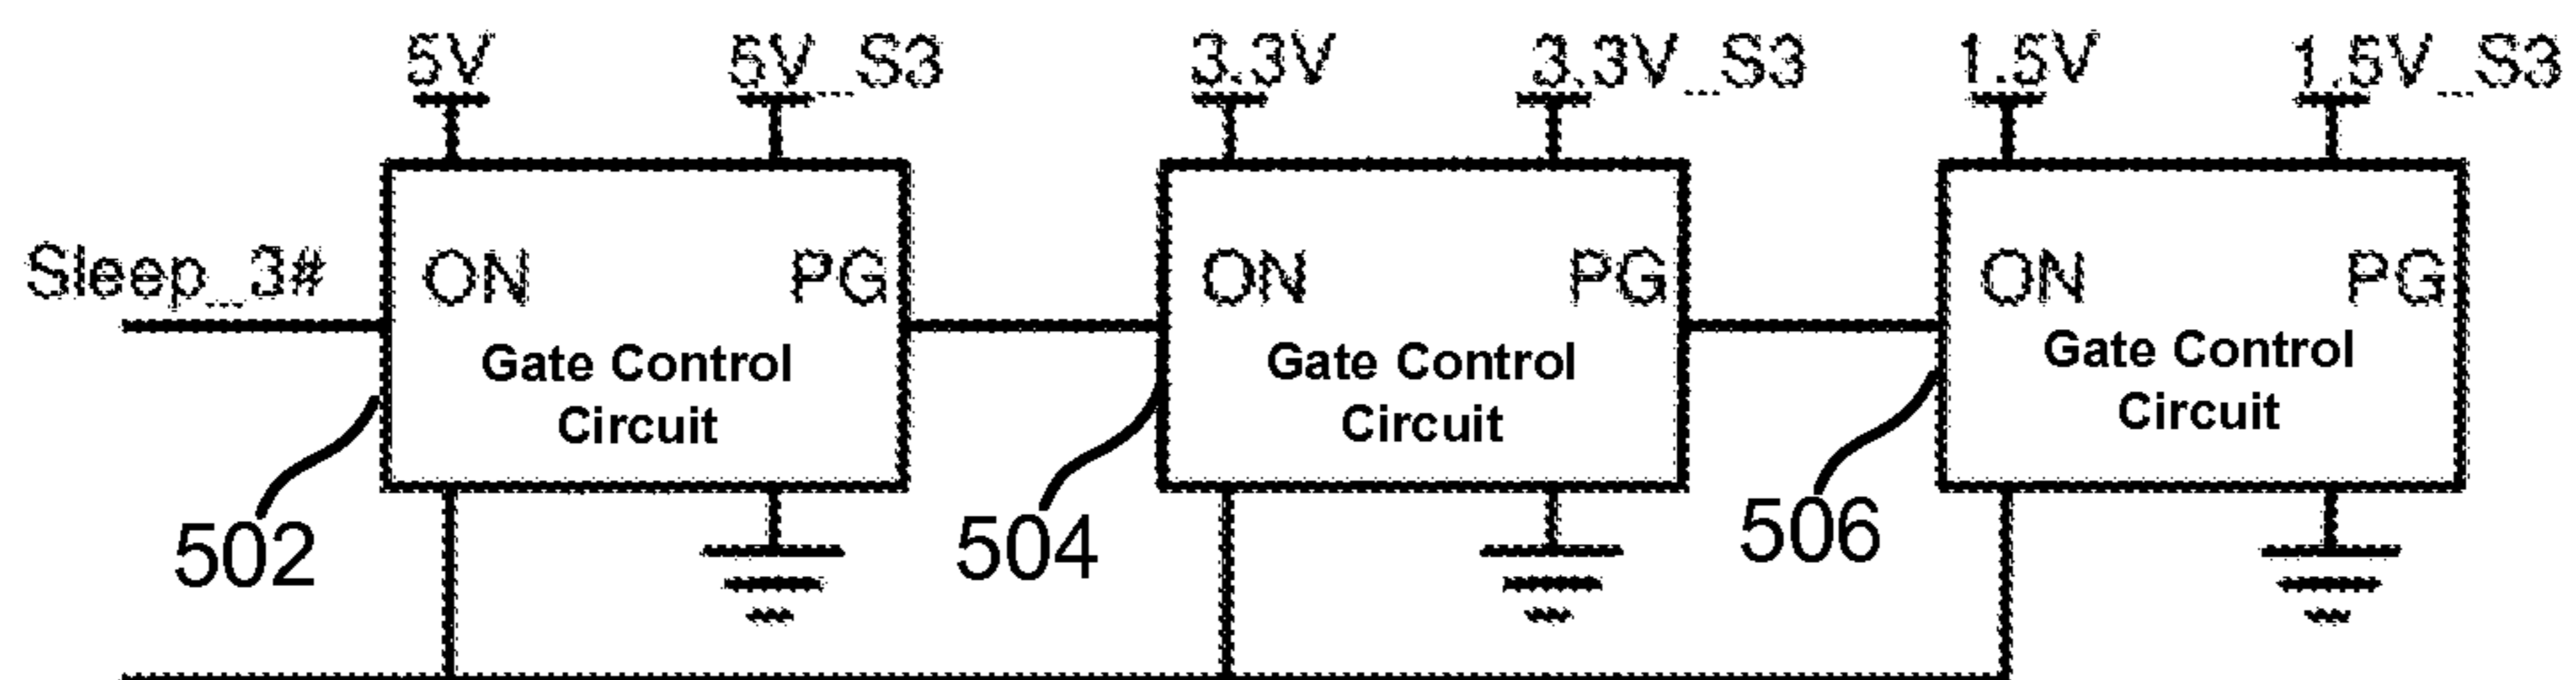 5V 5V_S3 3.3V 3.3V_S3 1.5V 1.5V_S3
Sleep_3# ON PG ON PG ON PG
Gate Control Circuit
Gate Control Circuit
Gate Control Circuit
502 504 506